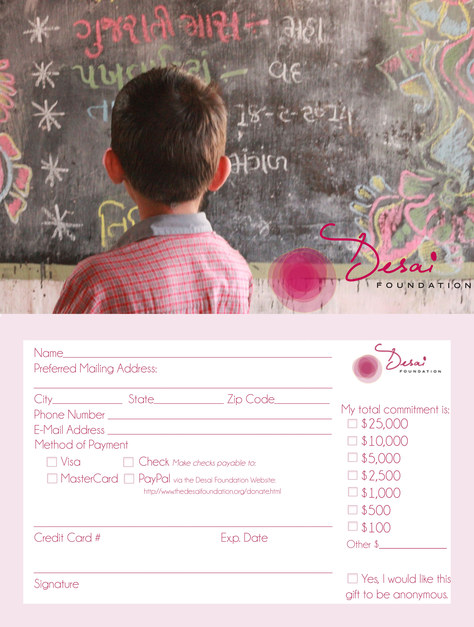 ગુજરાતી માસ :- મહા
વદ
Desai
FOUNDATION
Name
Preferred Mailing Address:
City State Zip Code
Phone Number
E-Mail Address
Method of Payment
Visa Check Make checks payable to:
MasterCard PayPal via the Desai Foundation Website:
http://www.thedesaifoundation.org/donate.html
Credit Card # Exp. Date
Signature
Desai
FOUNDATION
My total commitment is:
$25,000
$10,000
$5,000
$2,500
$1,000
$500
$100
Other $
Yes, I would like this
gift to be anonymous.